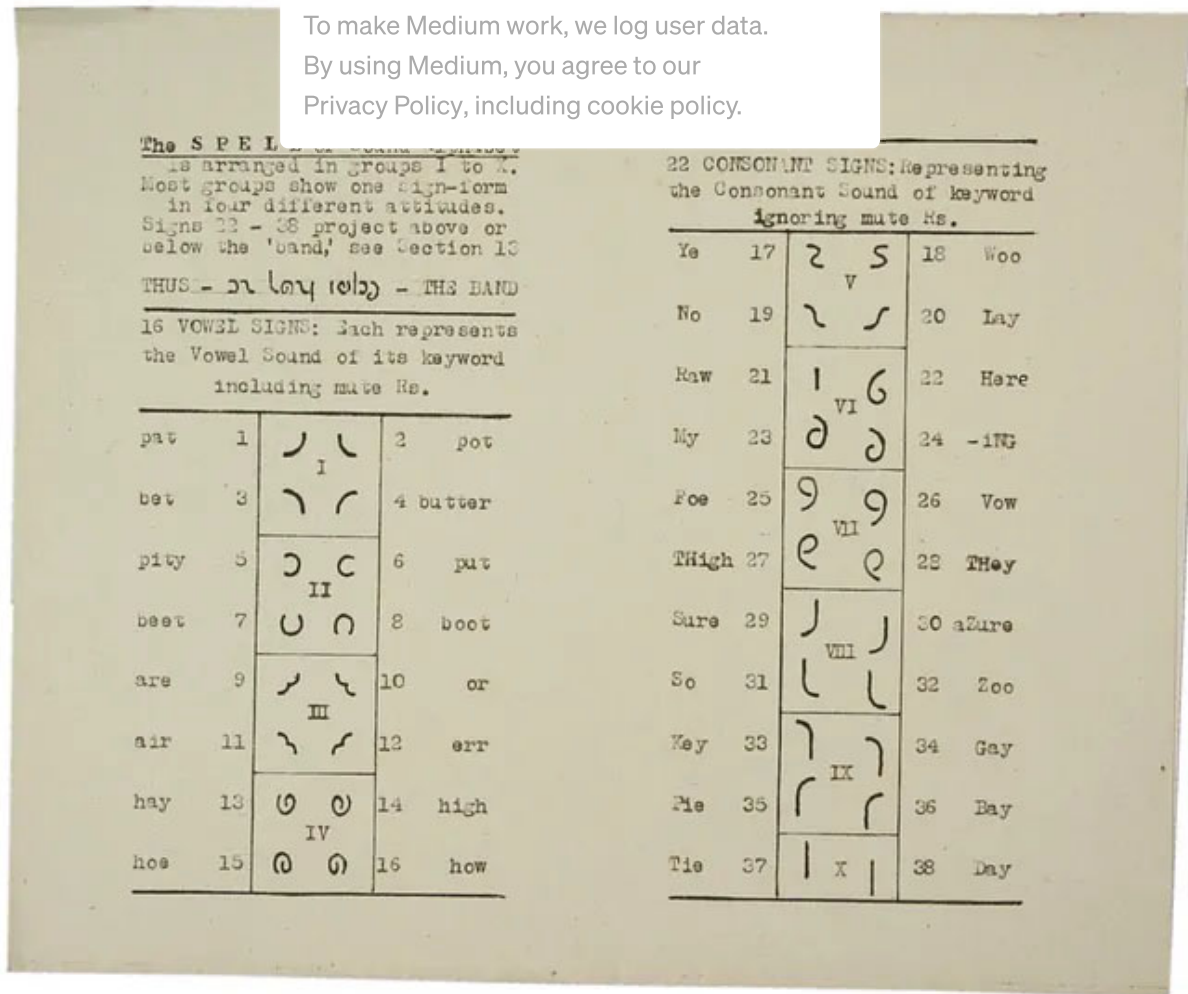 To make Medium work, we log user data.
By using Medium, you agree to our
Privacy Policy, including cookie policy.
The SPEL
is arranged in groups I to X.
Most groups show one sign-form
in four different attitudes.
Signs 22 - 38 project above or
below the 'band,' see Section 13
THUS - - THE BAND
16 VOWEL SIGNS: Each represents
the Vowel Sound of its keyword
including mute Rs.
pat 1 2 pot
I
bet 3 4 butter
pity 5 6 put
II
beet 7 8 boot
are 9 10 or
III
air 11 12 err
hay 13 14 high
IV
hoe 15 16 how
22 CONSONANT SIGNS: Representing
the Consonant Sound of keyword
ignoring mute Rs.
Ye 17 18 Woo
V
No 19 20 Lay
Raw 21 22 Here
VI
My 23 24 -iNG
Foe 25 26 Vow
VII
THigh 27 28 THey
Sure 29 30 aZure
VIII
So 31 32 Zoo
Key 33 34 Gay
IX
Pie 35 36 Bay
Tie 37 X 38 Day